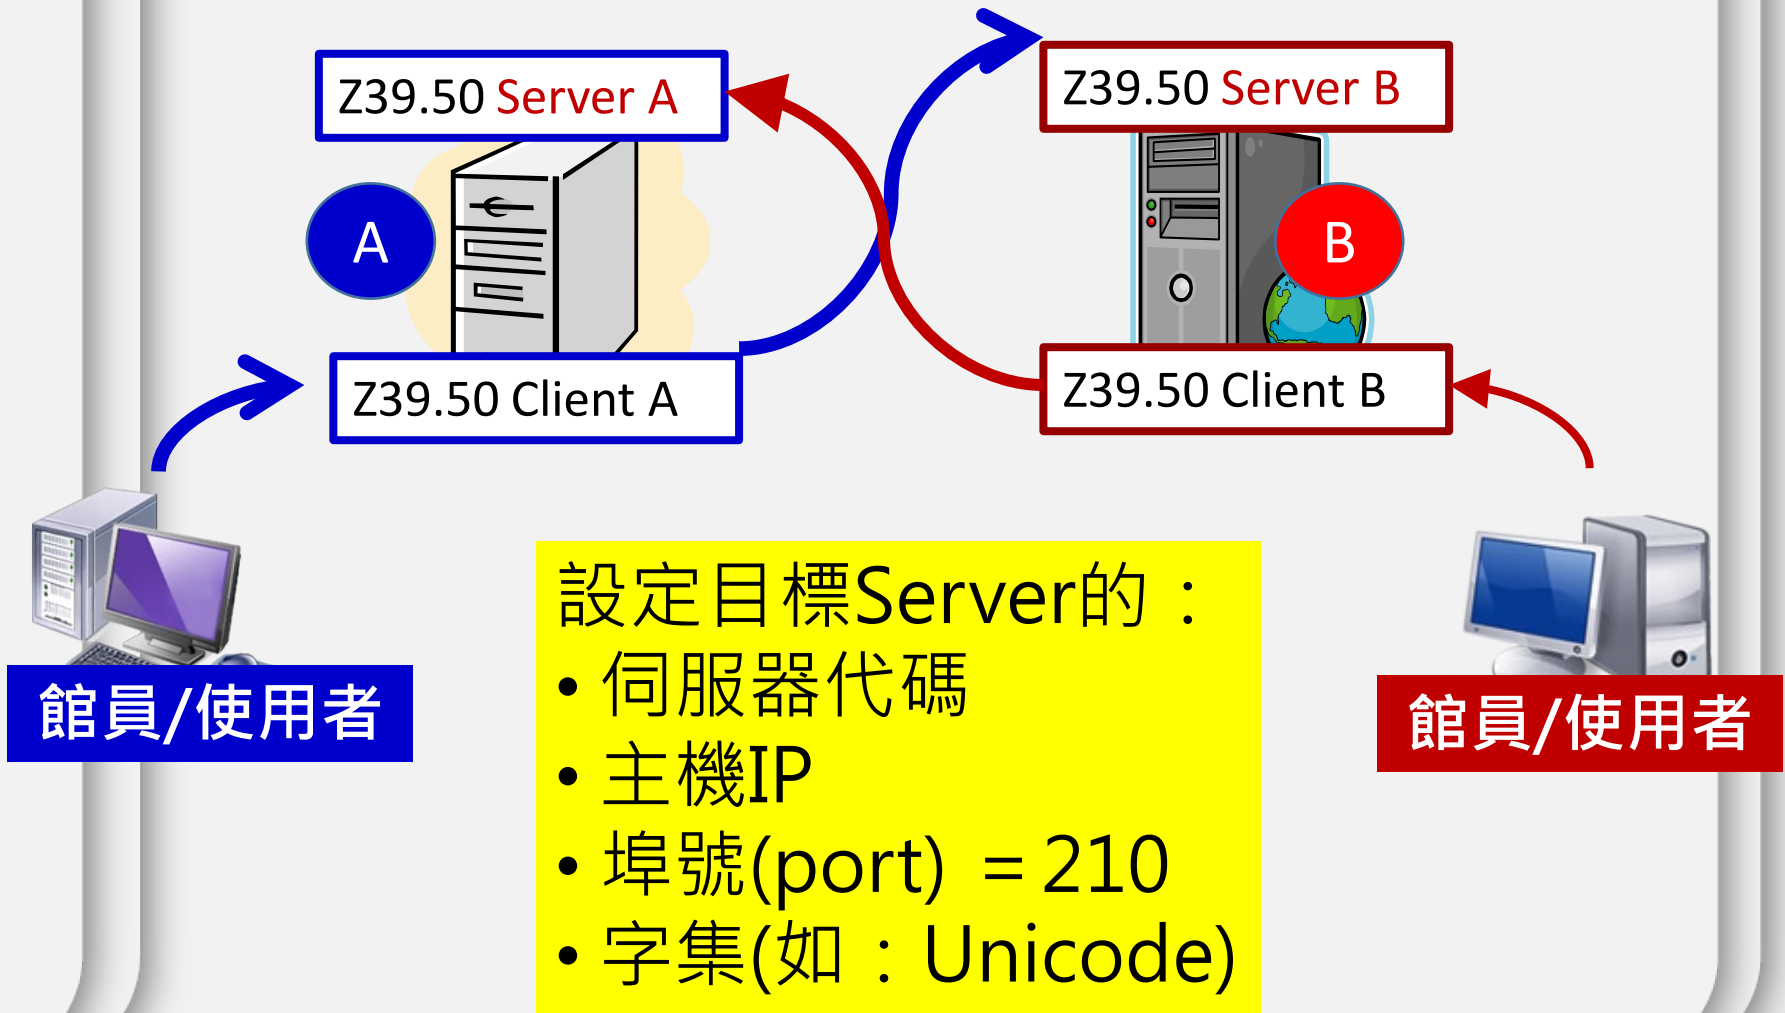 Z39.50 Server A
Z39.50 Server B
A
B
Z39.50 Client A
Z39.50 Client B
館員/使用者
設定目標Server的：
• 伺服器代碼
• 主機IP
• 埠號(port) ＝210
• 字集(如：Unicode)
館員/使用者